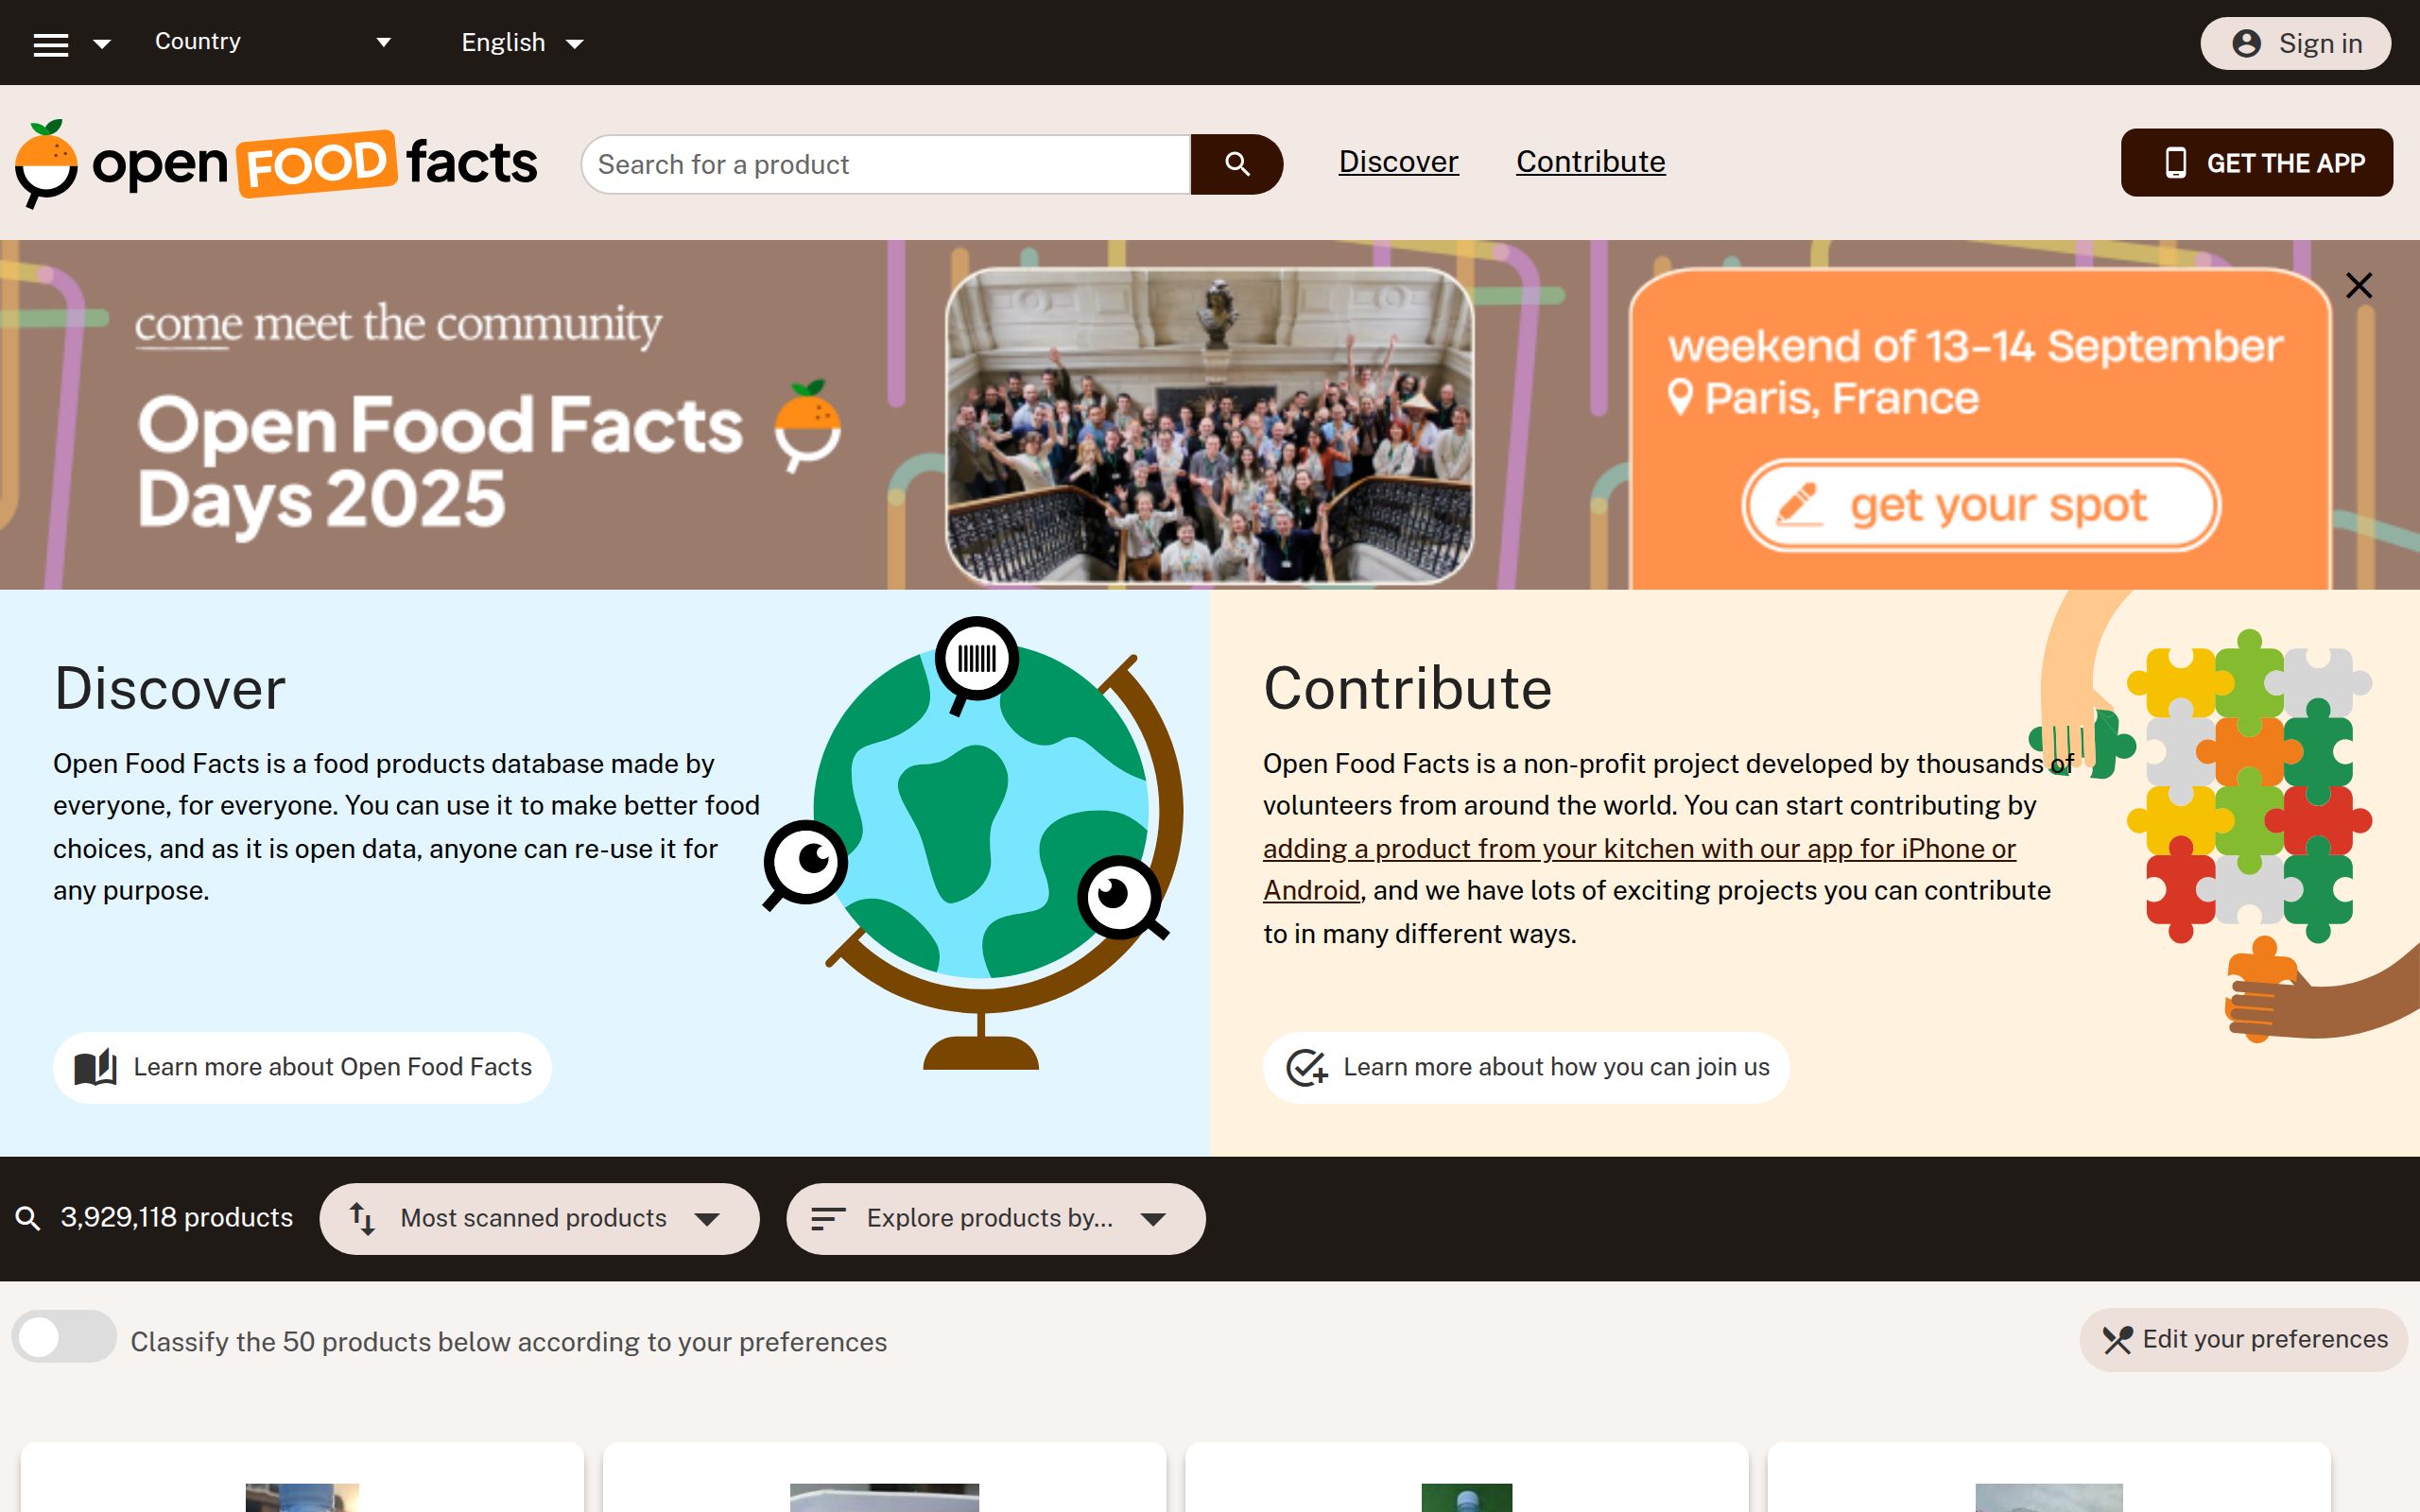 Country
English
Sign in
open FOOD facts
Search for a product
Discover
Contribute
GET THE APP
come meet the community
Open Food Facts
Days 2025
weekend of 13-14 September
Paris, France
get your spot
Discover
Open Food Facts is a food products database made by
everyone, for everyone. You can use it to make better food
choices, and as it is open data, anyone can re-use it for
any purpose.
Learn more about Open Food Facts
Contribute
Open Food Facts is a non-profit project developed by thousands of
volunteers from around the world. You can start contributing by
adding a product from your kitchen with our app for iPhone or
Android, and we have lots of exciting projects you can contribute
to in many different ways.
Learn more about how you can join us
3,929,118 products
Most scanned products
Explore products by...
Classify the 50 products below according to your preferences
Edit your preferences